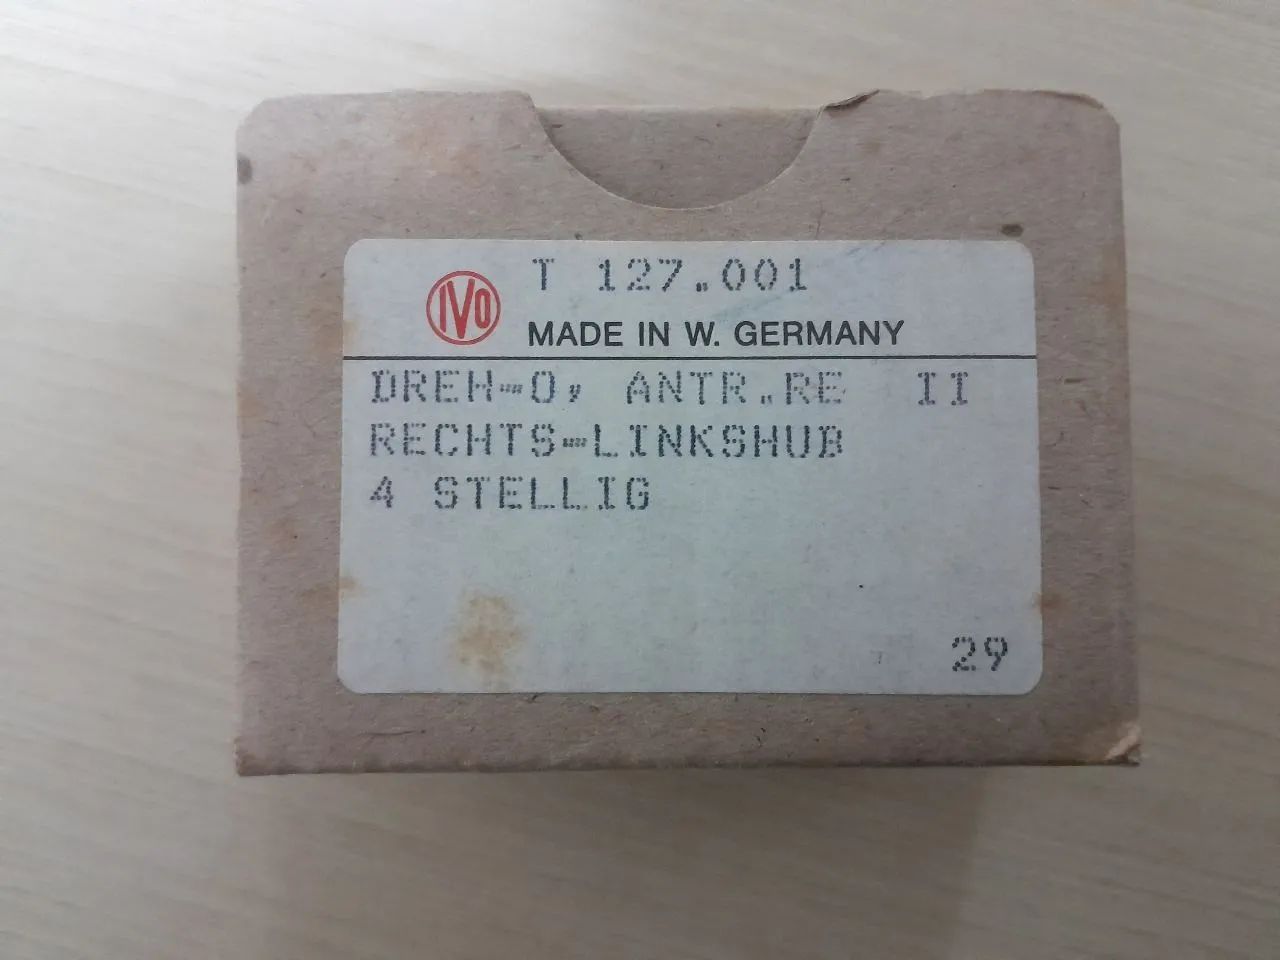 IVO
T 127.001
MADE IN W. GERMANY
DREH-0, ANTR.RE II
RECHTS-LINKSHUB
4 STELLIG
29